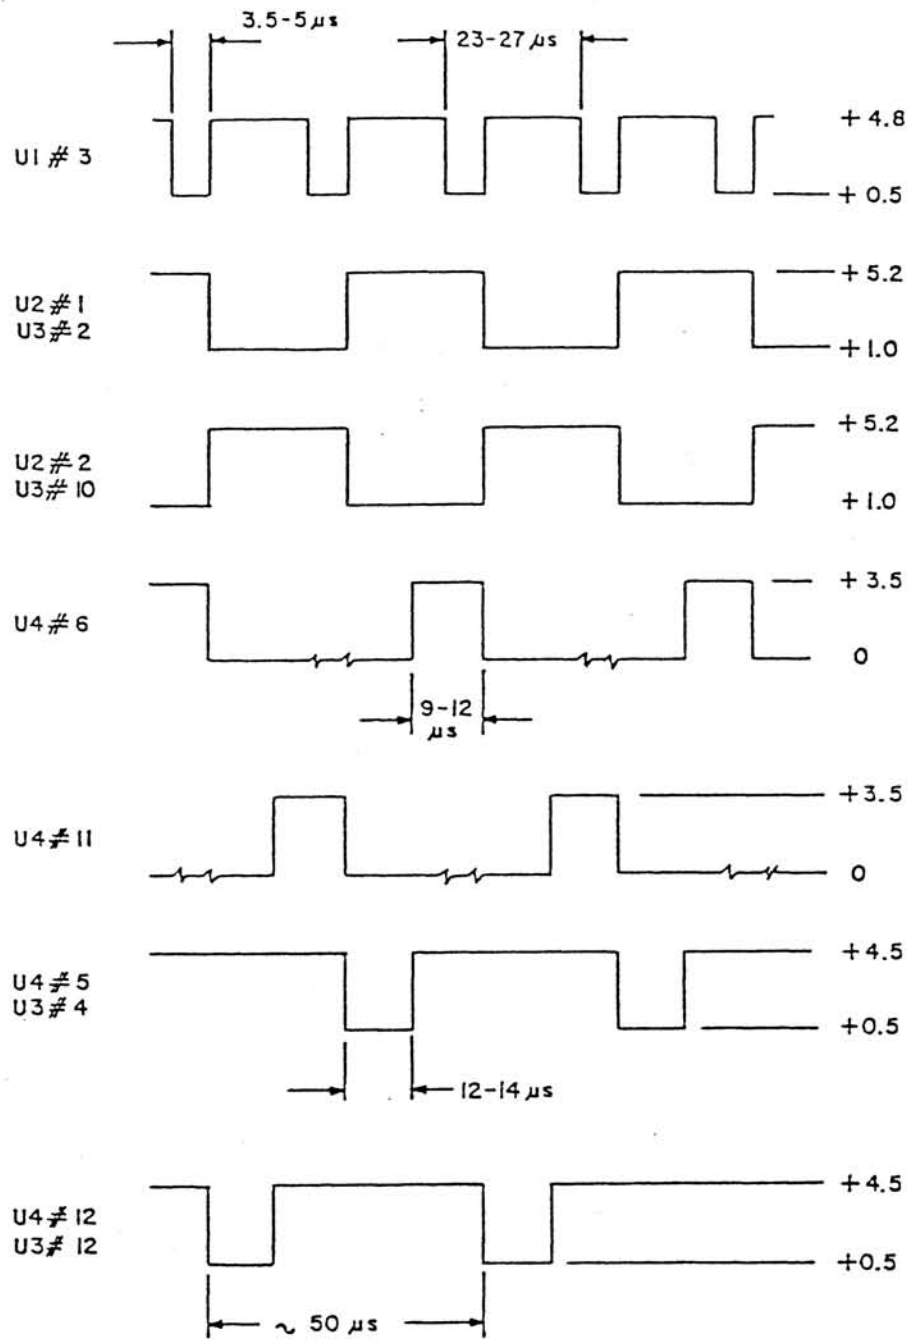 3.5-5 µs
23-27 µs
+4.8
U1 # 3
+0.5
+5.2
U2 # 1
U3 # 2
+1.0
+5.2
U2 # 2
U3 # 10
+1.0
+3.5
U4 # 6
0
9-12
µs
+3.5
U4 # 11
0
+4.5
U4 # 5
U3 # 4
+0.5
12-14 µs
+4.5
U4 # 12
U3 # 12
+0.5
~ 50 µs